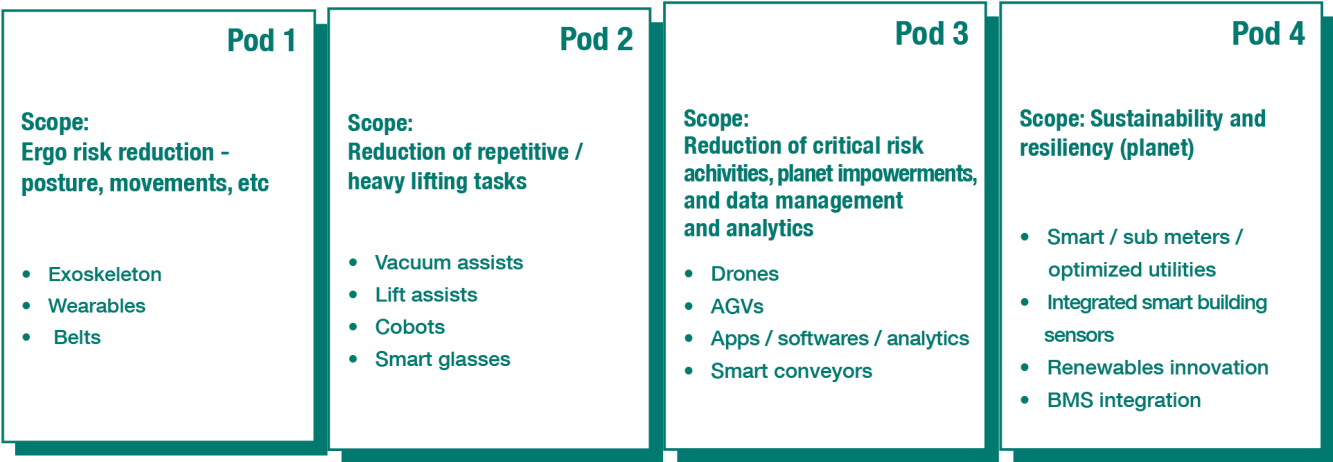 Pod 1
Scope:
Ergo risk reduction -
posture, movements, etc
• Exoskeleton
• Wearables
• Belts
Pod 2
Scope:
Reduction of repetitive /
heavy lifting tasks
• Vacuum assists
• Lift assists
• Cobots
• Smart glasses
Pod 3
Scope:
Reduction of critical risk
achivities, planet impowerments,
and data management
and analytics
• Drones
• AGVs
• Apps / softwares / analytics
• Smart conveyors
Pod 4
Scope: Sustainability and
resiliency (planet)
• Smart / sub meters /
optimized utilities
• Integrated smart building
sensors
• Renewables innovation
• BMS integration